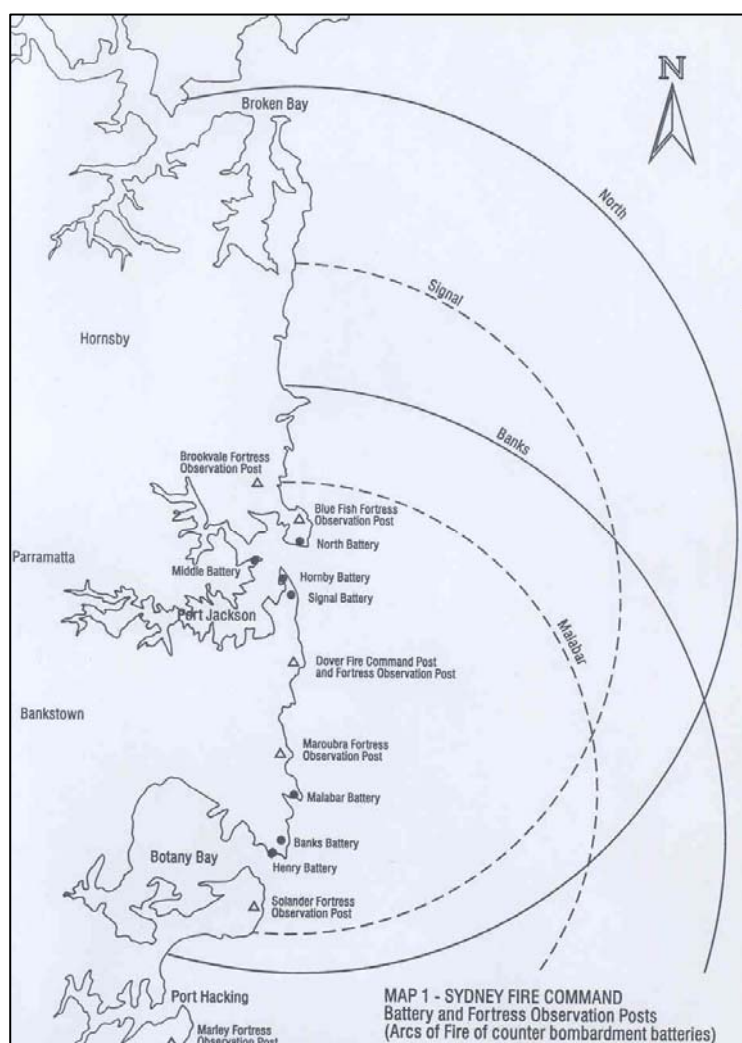 N
Broken Bay
North
Signal
Hornsby
Banks
Brookvale Fortress
Observation Post
Blue Fish Fortress
Observation Post
North Battery
Parramatta
Middle Battery
Hornby Battery
Signal Battery
Port Jackson
Malabar
Dover Fire Command Post
and Fortress Observation Post
Bankstown
Maroubra Fortress
Observation Post
Malabar Battery
Banks Battery
Botany Bay
Henry Battery
Solander Fortress
Observation Post
Port Hacking
MAP 1 - SYDNEY FIRE COMMAND
Battery and Fortress Observation Posts
(Arcs of Fire of counter bombardment batteries)
Marley Fortress
Observation Post